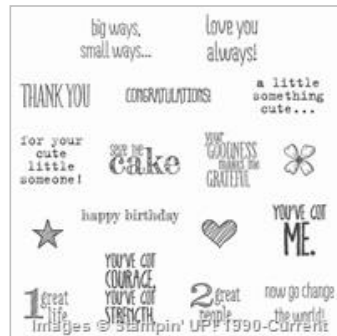 big ways,
small ways...
love you
always!
THANK YOU
CONGRATULATIONS!
a little
something
cute...
for your
cute
little
someone!
save the
cake
YOUR
GOODNESS
makes me
GRATEFUL
happy birthday
YOU'VE GOT
ME.
1 great
life
YOU'VE GOT
COURAGE,
YOU'VE GOT
STRENGTH,
2 great
people
now go change
the world!
Images © Stampin' UP! 1990-Current